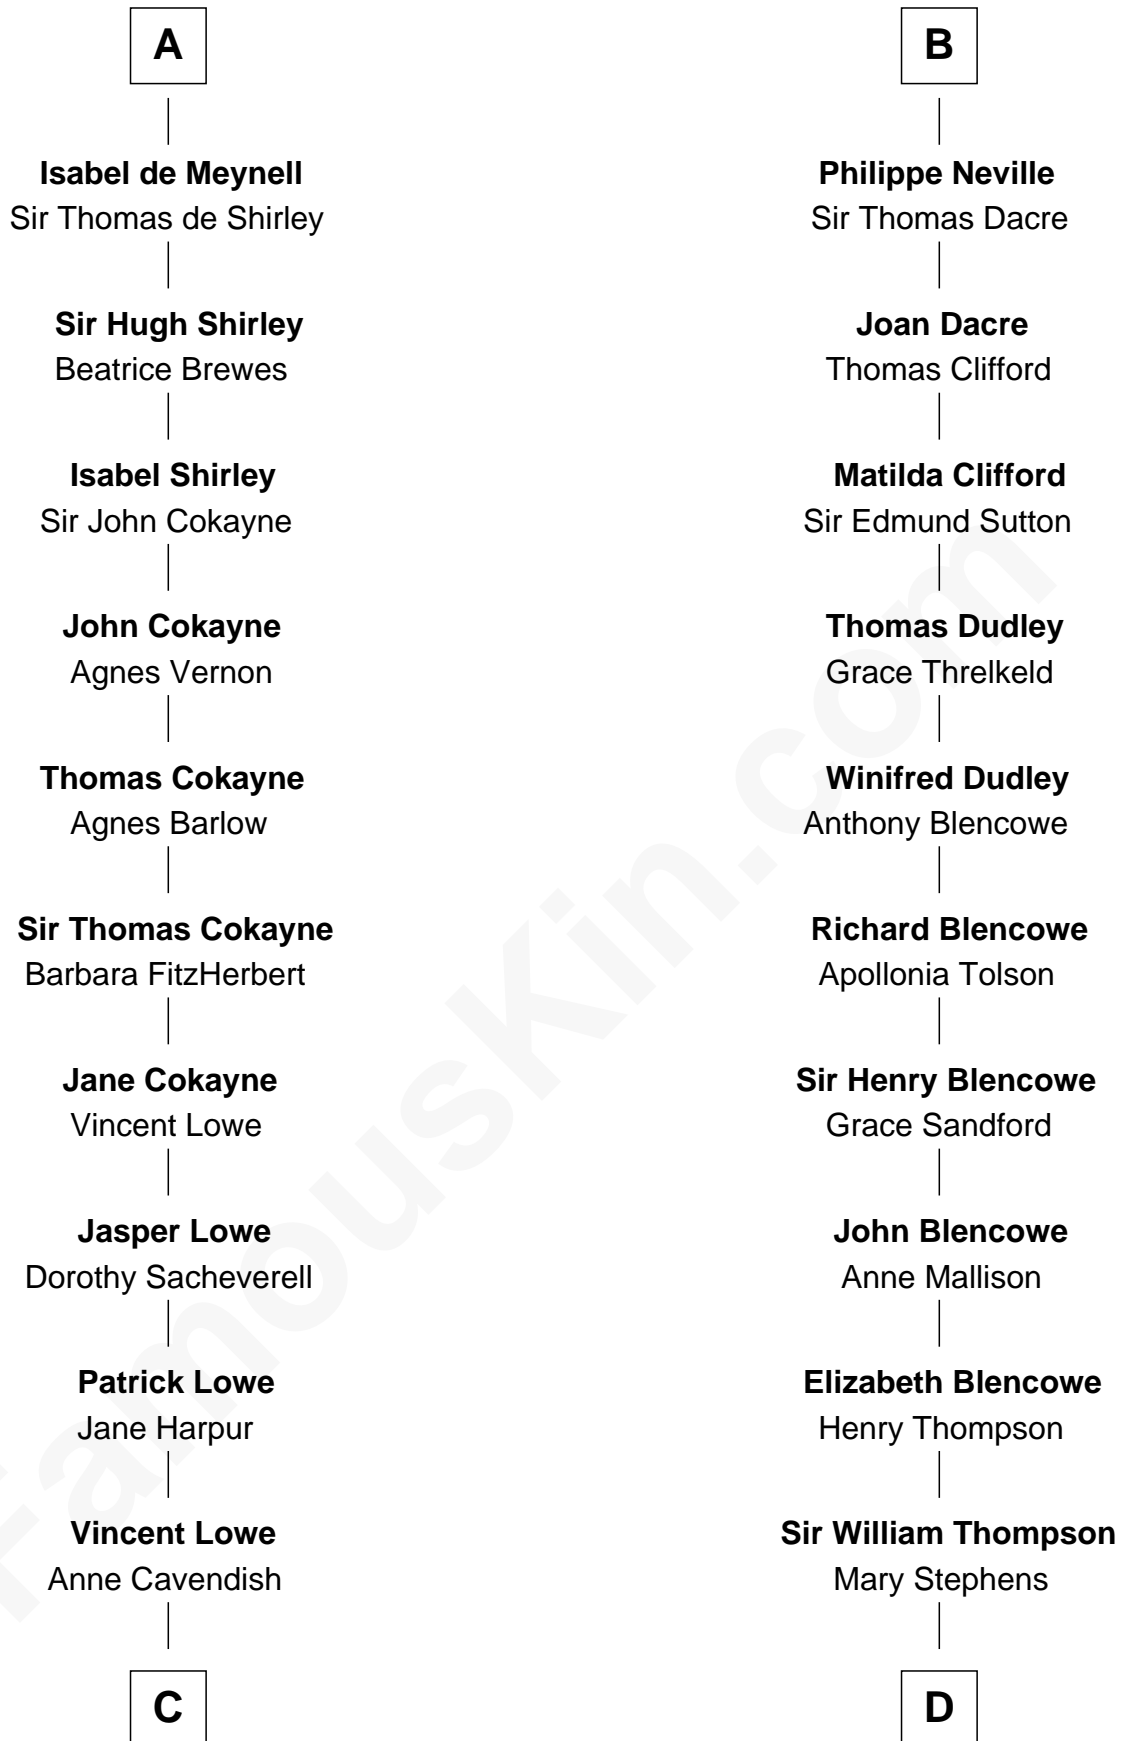 A
Isabel de Meynell
Sir Thomas de Shirley
Sir Hugh Shirley
Beatrice Brewes
Isabel Shirley
Sir John Cokayne
John Cokayne
Agnes Vernon
Thomas Cokayne
Agnes Barlow
Sir Thomas Cokayne
Barbara FitzHerbert
Jane Cokayne
Vincent Lowe
Jasper Lowe
Dorothy Sacheverell
Patrick Lowe
Jane Harpur
Vincent Lowe
Anne Cavendish
C
B
Philippe Neville
Sir Thomas Dacre
Joan Dacre
Thomas Clifford
Matilda Clifford
Sir Edmund Sutton
Thomas Dudley
Grace Threlkeld
Winifred Dudley
Anthony Blencowe
Richard Blencowe
Apollonia Tolson
Sir Henry Blencowe
Grace Sandford
John Blencowe
Anne Mallison
Elizabeth Blencowe
Henry Thompson
Sir William Thompson
Mary Stephens
D
FamousKin.com